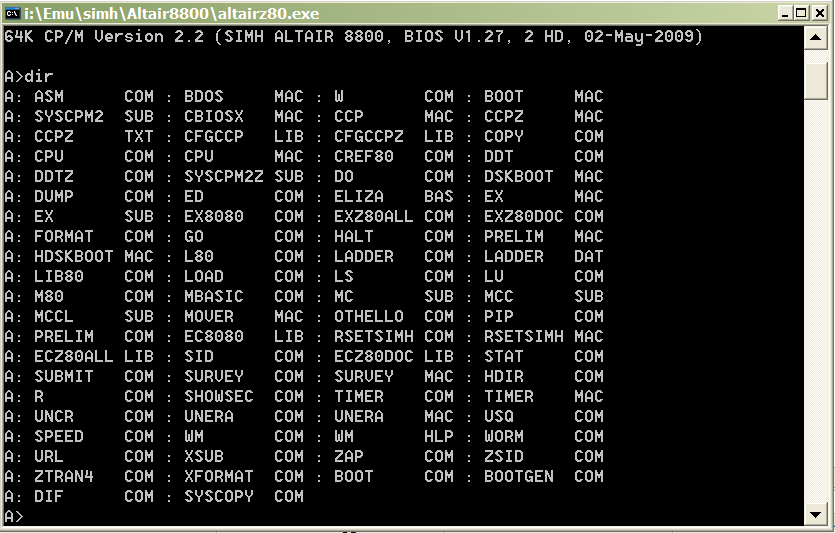 i:\Emu\simh\Altair8800\altairz80.exe
64K CP/M Version 2.2 (SIMH ALTAIR 8800, BIOS V1.27, 2 HD, 02-May-2009)
A>dir
A: ASM      COM : BDOS     MAC : W        COM : BOOT     MAC
A: SYSCPM2  SUB : CBIOSX   MAC : CCP      MAC : CCPZ     MAC
A: CCPZ     TXT : CFGCCP   LIB : CFGCCPZ  LIB : COPY     COM
A: CPU      COM : CPU      MAC : CREF80   COM : DDT      COM
A: DDTZ     COM : SYSCPM2Z SUB : DO       COM : DSKBOOT  MAC
A: DUMP     COM : ED       COM : ELIZA    BAS : EX       MAC
A: EX       SUB : EX8080   COM : EXZ80ALL COM : EXZ80DOC COM
A: FORMAT   COM : GO       COM : HALT     COM : PRELIM   MAC
A: HDSKBOOT MAC : L80      COM : LADDER   COM : LADDER   DAT
A: LIB80    COM : LOAD     COM : LS       COM : LU       COM
A: M80      COM : MBASIC   COM : MC       SUB : MCC      SUB
A: MCCL     SUB : MOVER    MAC : OTHELLO  COM : PIP      COM
A: PRELIM   COM : EC8080   LIB : RSETSIMH COM : RSETSIMH MAC
A: ECZ80ALL LIB : SID      COM : ECZ80DOC LIB : STAT     COM
A: SUBMIT   COM : SURVEY   COM : SURVEY   MAC : HDIR     COM
A: R        COM : SHOWSEC  COM : TIMER    COM : TIMER    MAC
A: UNCR     COM : UNERA    COM : UNERA    MAC : USQ      COM
A: SPEED    COM : WM       COM : WM       HLP : WORM     COM
A: URL      COM : XSUB     COM : ZAP      COM : ZSID     COM
A: ZTRAN4   COM : XFORMAT  COM : BOOT     COM : BOOTGEN  COM
A: DIF      COM : SYSCOPY  COM
A>